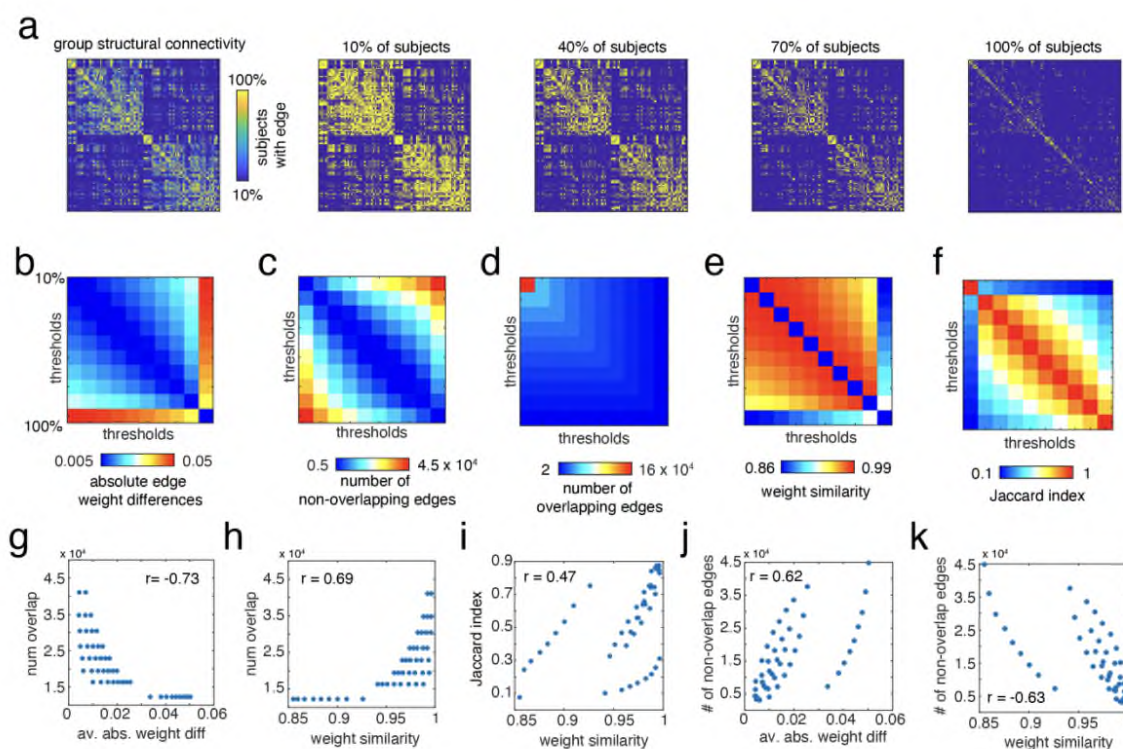 a
group structural connectivity
10% of subjects
40% of subjects
70% of subjects
100% of subjects
100%
subjects
with edge
10%
b
c
d
e
f
10%
thresholds
100%
thresholds
0.005
0.05
absolute edge
weight differences
thresholds
thresholds
0.5
4.5 x 10⁴
number of
non-overlapping edges
thresholds
thresholds
2
16 x 10⁴
number of
overlapping edges
thresholds
thresholds
0.86
0.99
weight similarity
thresholds
thresholds
0.1
1
Jaccard index
g
h
i
j
k
x 10⁴
r= -0.73
num overlap
4.5
3.5
2.5
1.5
0
0.02
0.04
0.06
av. abs. weight diff
x 10⁴
r = 0.69
num overlap
4.5
3.5
2.5
1.5
0.85
0.9
0.95
1
weight similarity
r = 0.47
Jaccard index
0.9
0.7
0.5
0.3
0.1
0
0.85
0.9
0.95
1
weight similarity
x 10⁴
r = 0.62
# of non-overlap edges
4.5
3.5
2.5
1.5
0.5
0
0.02
0.04
0.06
av. abs. weight diff
x 10⁴
r = -0.63
# of non-overlap edges
4.5
3.5
2.5
1.5
0.5
0.85
0.90
0.95
1
weight similarity